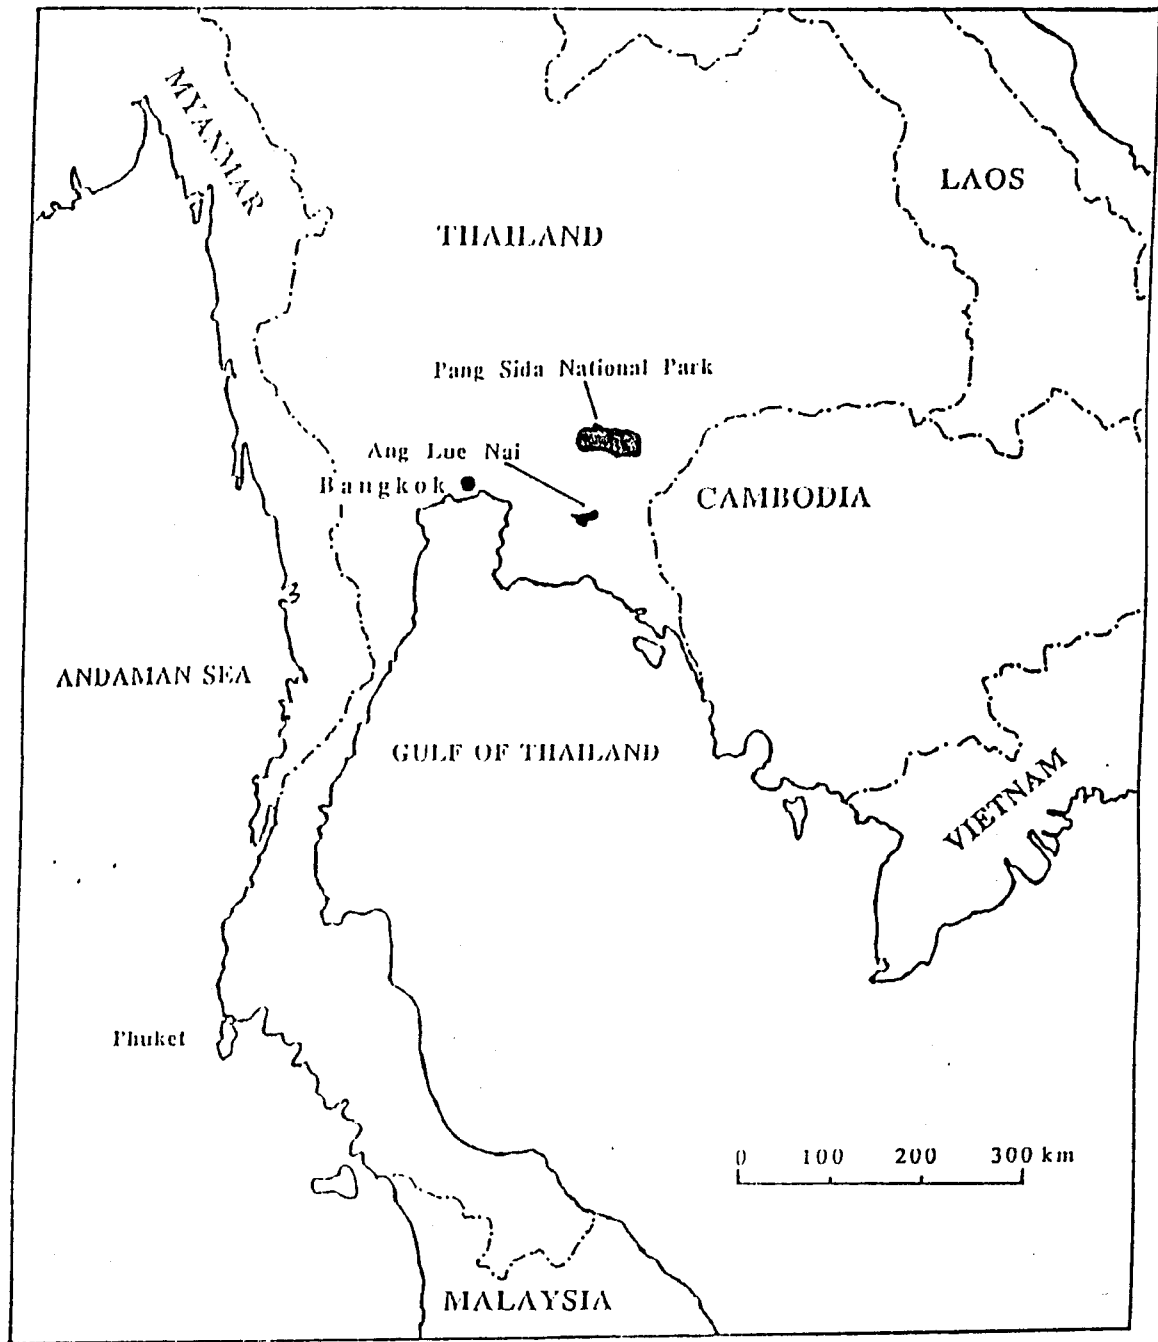 MYANMAR
LAOS
THAILAND
Pang Sida National Park
Ang Lue Nai
Bangkok
CAMBODIA
ANDAMAN SEA
GULF OF THAILAND
VIETNAM
Phuket
0 100 200 300 km
MALAYSIA